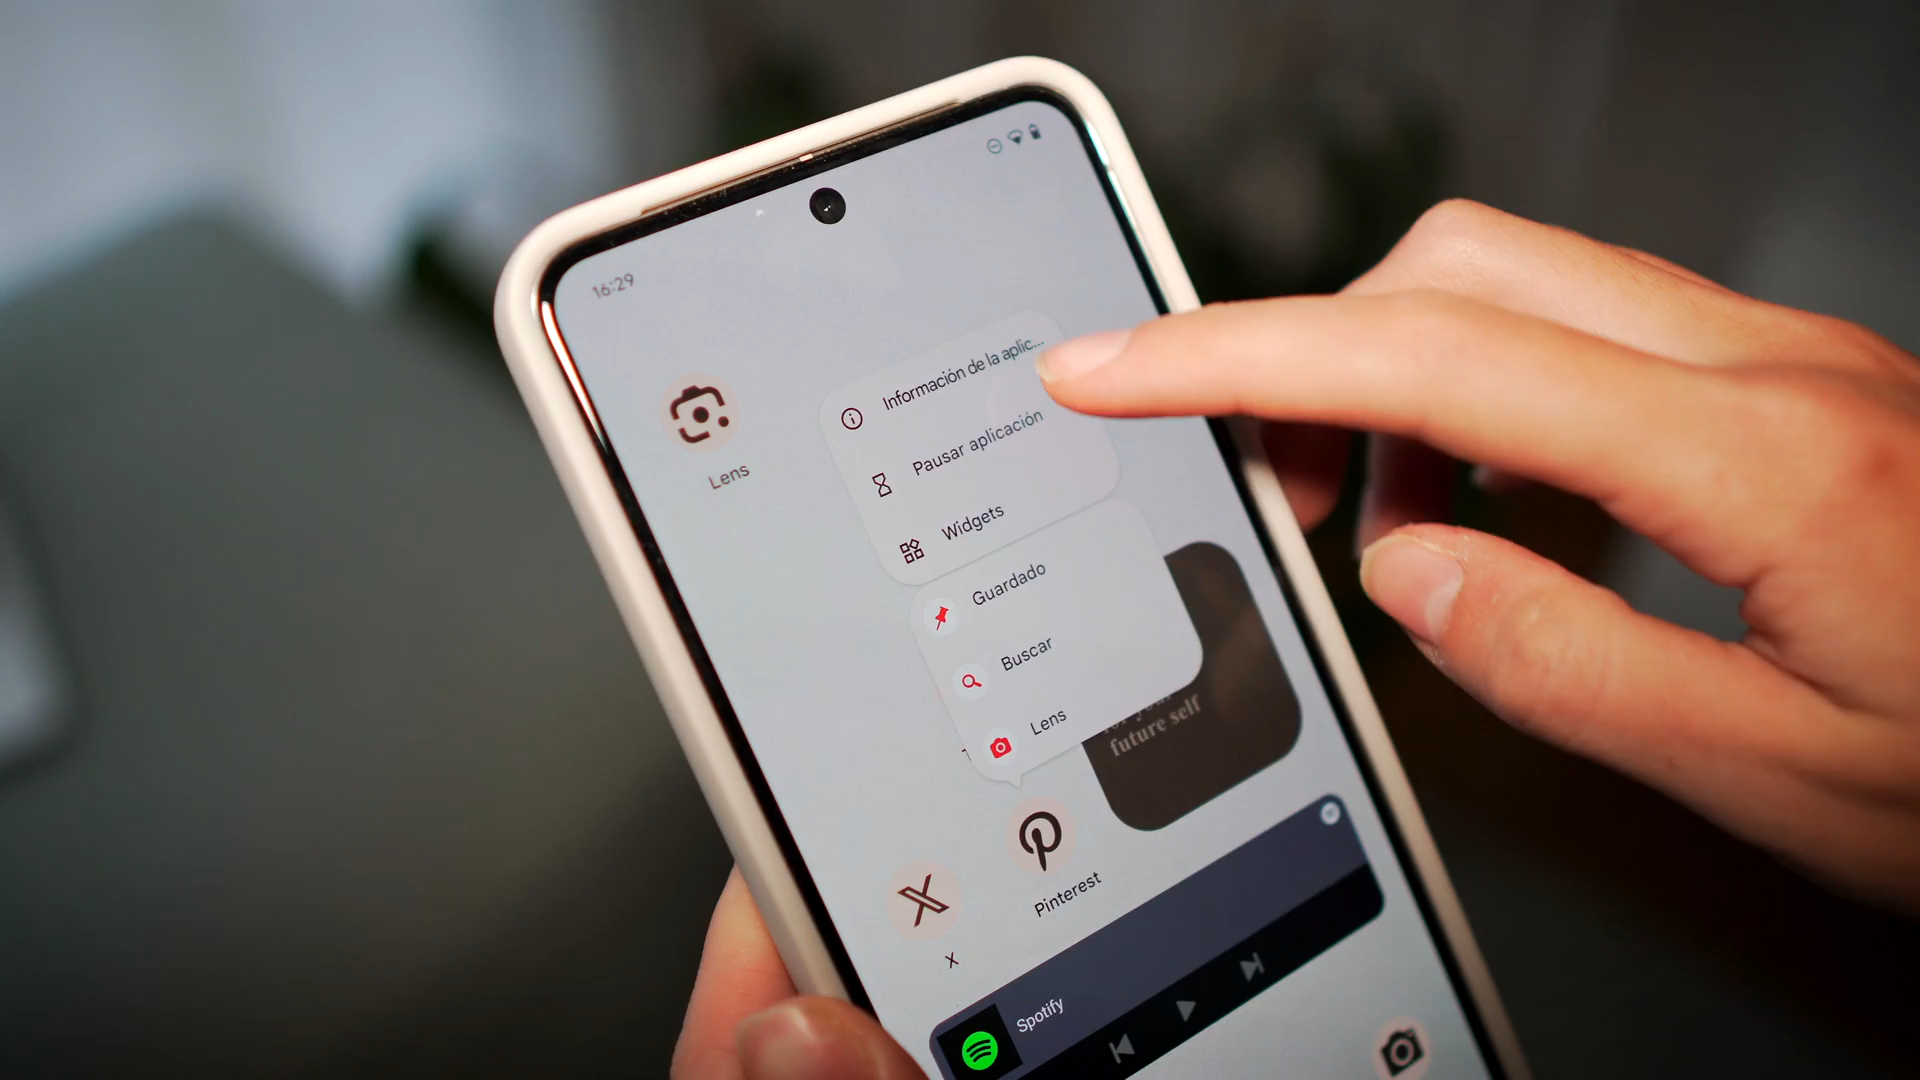 16:29
Lens
Información de la aplic...
Pausar aplicación
Widgets
Guardado
Buscar
Lens
future self
Pinterest
X
Spotify